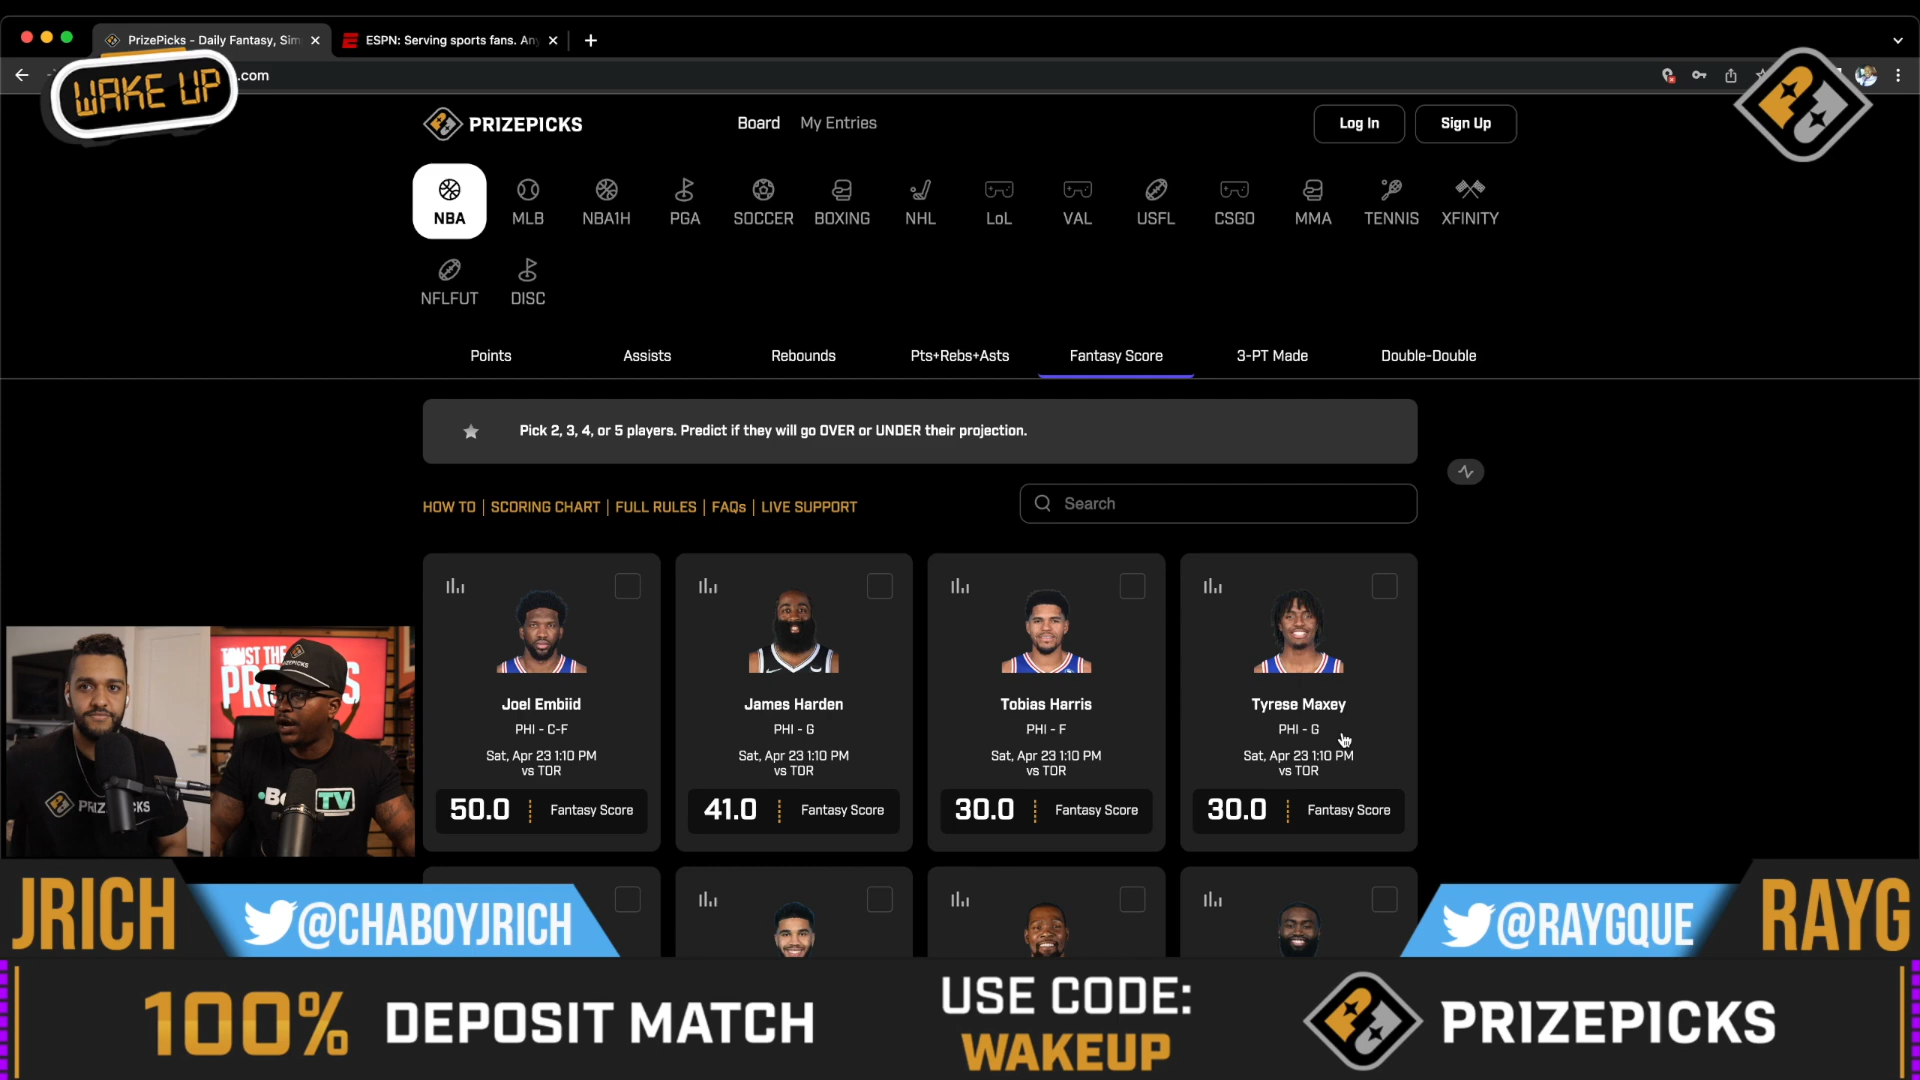 PrizePicks - Daily Fantasy, Sim
ESPN: Serving sports fans. Any
WAKE UP
.com
PRIZEPICKS
Board
My Entries
Log In
Sign Up
NBA
MLB
NBA1H
PGA
SOCCER
BOXING
NHL
LoL
VAL
USFL
CSGO
MMA
TENNIS
XFINITY
NFLFUT
DISC
Points
Assists
Rebounds
Pts+Rebs+Asts
Fantasy Score
3-PT Made
Double-Double
Pick 2, 3, 4, or 5 players. Predict if they will go OVER or UNDER their projection.
HOW TO | SCORING CHART | FULL RULES | FAQs | LIVE SUPPORT
Search
Joel Embiid
PHI - C-F
Sat, Apr 23 1:10 PM
vs TOR
50.0
Fantasy Score
James Harden
PHI - G
Sat, Apr 23 1:10 PM
vs TOR
41.0
Fantasy Score
Tobias Harris
PHI - F
Sat, Apr 23 1:10 PM
vs TOR
30.0
Fantasy Score
Tyrese Maxey
PHI - G
Sat, Apr 23 1:10 PM
vs TOR
30.0
Fantasy Score
TRUST THE
TV
JRICH
@CHABOYJRICH
@RAYGQUE
RAYG
100% DEPOSIT MATCH
USE CODE:
WAKEUP
PRIZEPICKS